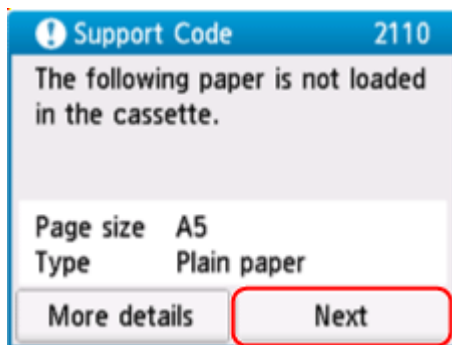 Support Code 2110
The following paper is not loaded
in the cassette.
Page size A5
Type Plain paper
More details Next